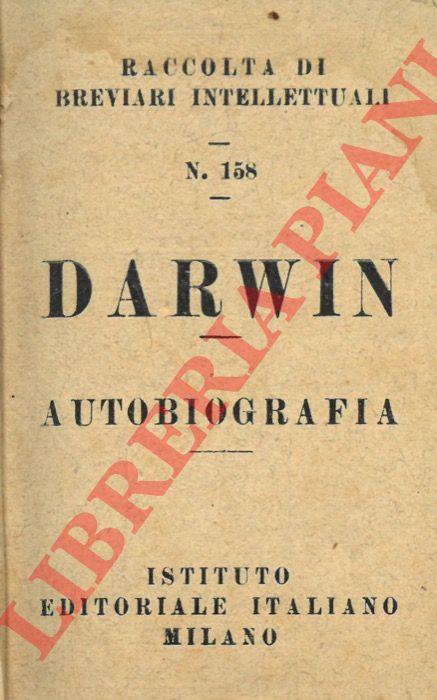 RACCOLTA DI
BREVIARI INTELLETTUALI
N. 158
DARWIN
AUTOBIOGRAFIA
ISTITUTO
EDITORIALE ITALIANO
MILANO
LIBRERIA PIANI